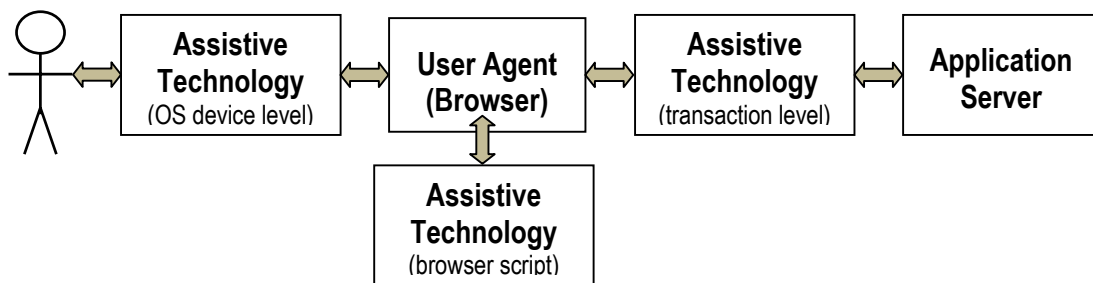 Assistive
Technology
(OS device level)
User Agent
(Browser)
Assistive
Technology
(transaction level)
Application
Server
Assistive
Technology
(browser script)